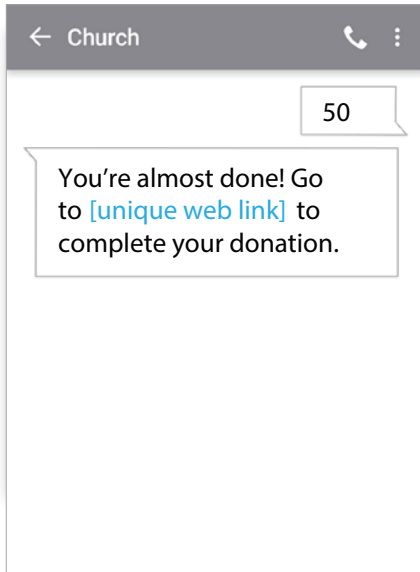 Church
50
You're almost done! Go
to [unique web link] to
complete your donation.